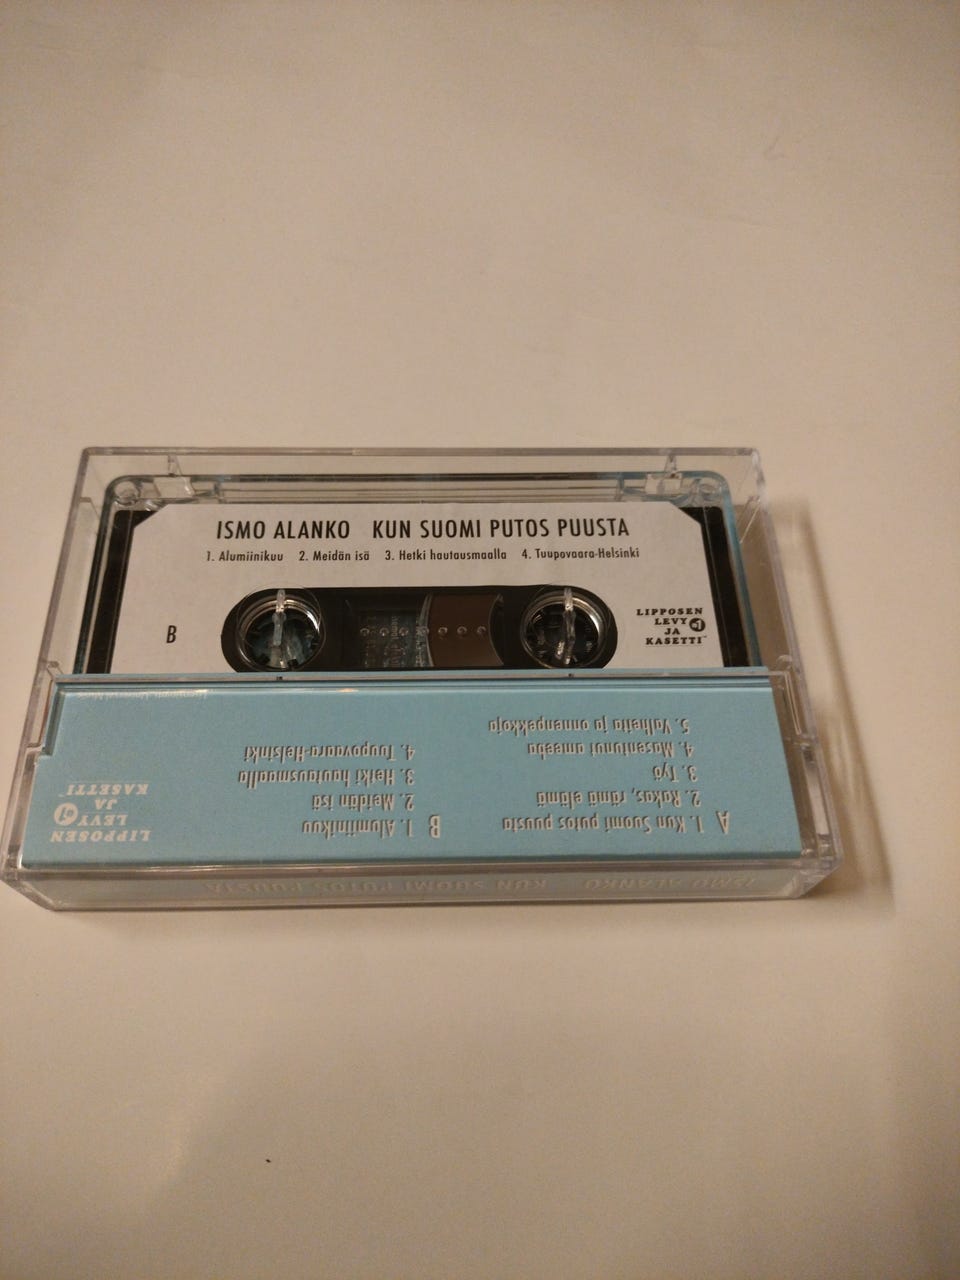 ISMO ALANKO KUN SUOMI PUTOS PUUSTA
1. Alumiinikuu 2. Meidän isä 3. Hetki hautausmaalla 4. Tuupovaara-Helsinki
B
LIPPOSEN
LEVY
JA
KASETTI™
ISMO ALANKO KUN SUOMI PUTOS PUUSTA
A 1. Kun Suomi putos puusta
2. Rakas, rämä elämä
3. Työ
4. Masentunut ameeba
5. Valheita ja onnenpekkoja
B 1. Alumiinikuu
2. Meidän isä
3. Hetki hautausmaalla
4. Tuupovaara-Helsinki
LIPPOSEN
LEVY
JA
KASETTI™